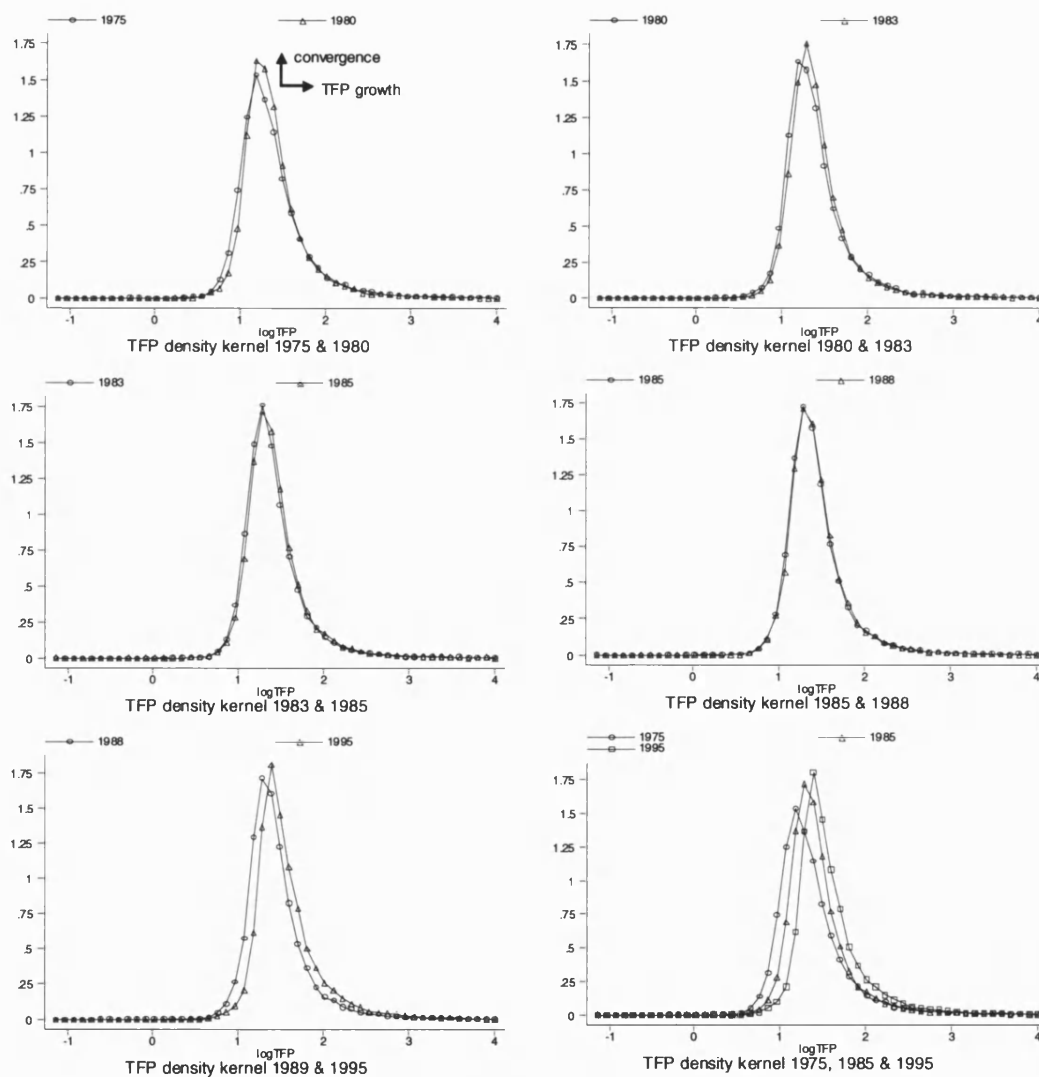 1975 1980
1.75
1.5
1.25
1
.75
.5
.25
0
convergence
TFP growth
-1 0 1 2 3 4
logTFP
TFP density kernel 1975 & 1980
1980 1983
1.75
1.5
1.25
1
.75
.5
.25
0
-1 0 1 2 3 4
logTFP
TFP density kernel 1980 & 1983
1983 1985
1.75
1.5
1.25
1
.75
.5
.25
0
-1 0 1 2 3 4
logTFP
TFP density kernel 1983 & 1985
1985 1988
1.75
1.5
1.25
1
.75
.5
.25
0
-1 0 1 2 3 4
logTFP
TFP density kernel 1985 & 1988
1988 1995
1.75
1.5
1.25
1
.75
.5
.25
0
-1 0 1 2 3 4
logTFP
TFP density kernel 1989 & 1995
1975 1985
1995
1.75
1.5
1.25
1
.75
.5
.25
0
-1 0 1 2 3 4
logTFP
TFP density kernel 1975, 1985 & 1995